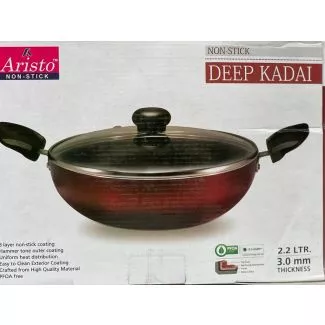 Aristo™
NON-STICK
NON-STICK
DEEP KADAI
3 layer non-stick coating
Hammer tone outer coating
Uniform heat distribution
Easy to Clean Exterior Coating
Crafted from High Quality Material
PFOA free
2.2 LTR.
3.0 mm
THICKNESS